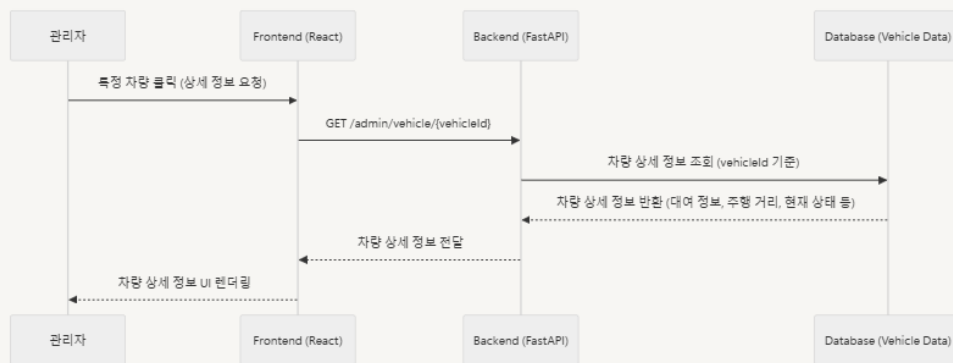 관리자
Frontend (React)
Backend (FastAPI)
Database (Vehicle Data)
특정 차량 클릭 (상세 정보 요청)
GET /admin/vehicle/{vehicleId}
차량 상세 정보 조회 (vehicleId 기준)
차량 상세 정보 반환 (대여 정보, 주행 거리, 현재 상태 등)
차량 상세 정보 전달
차량 상세 정보 UI 렌더링
관리자
Frontend (React)
Backend (FastAPI)
Database (Vehicle Data)